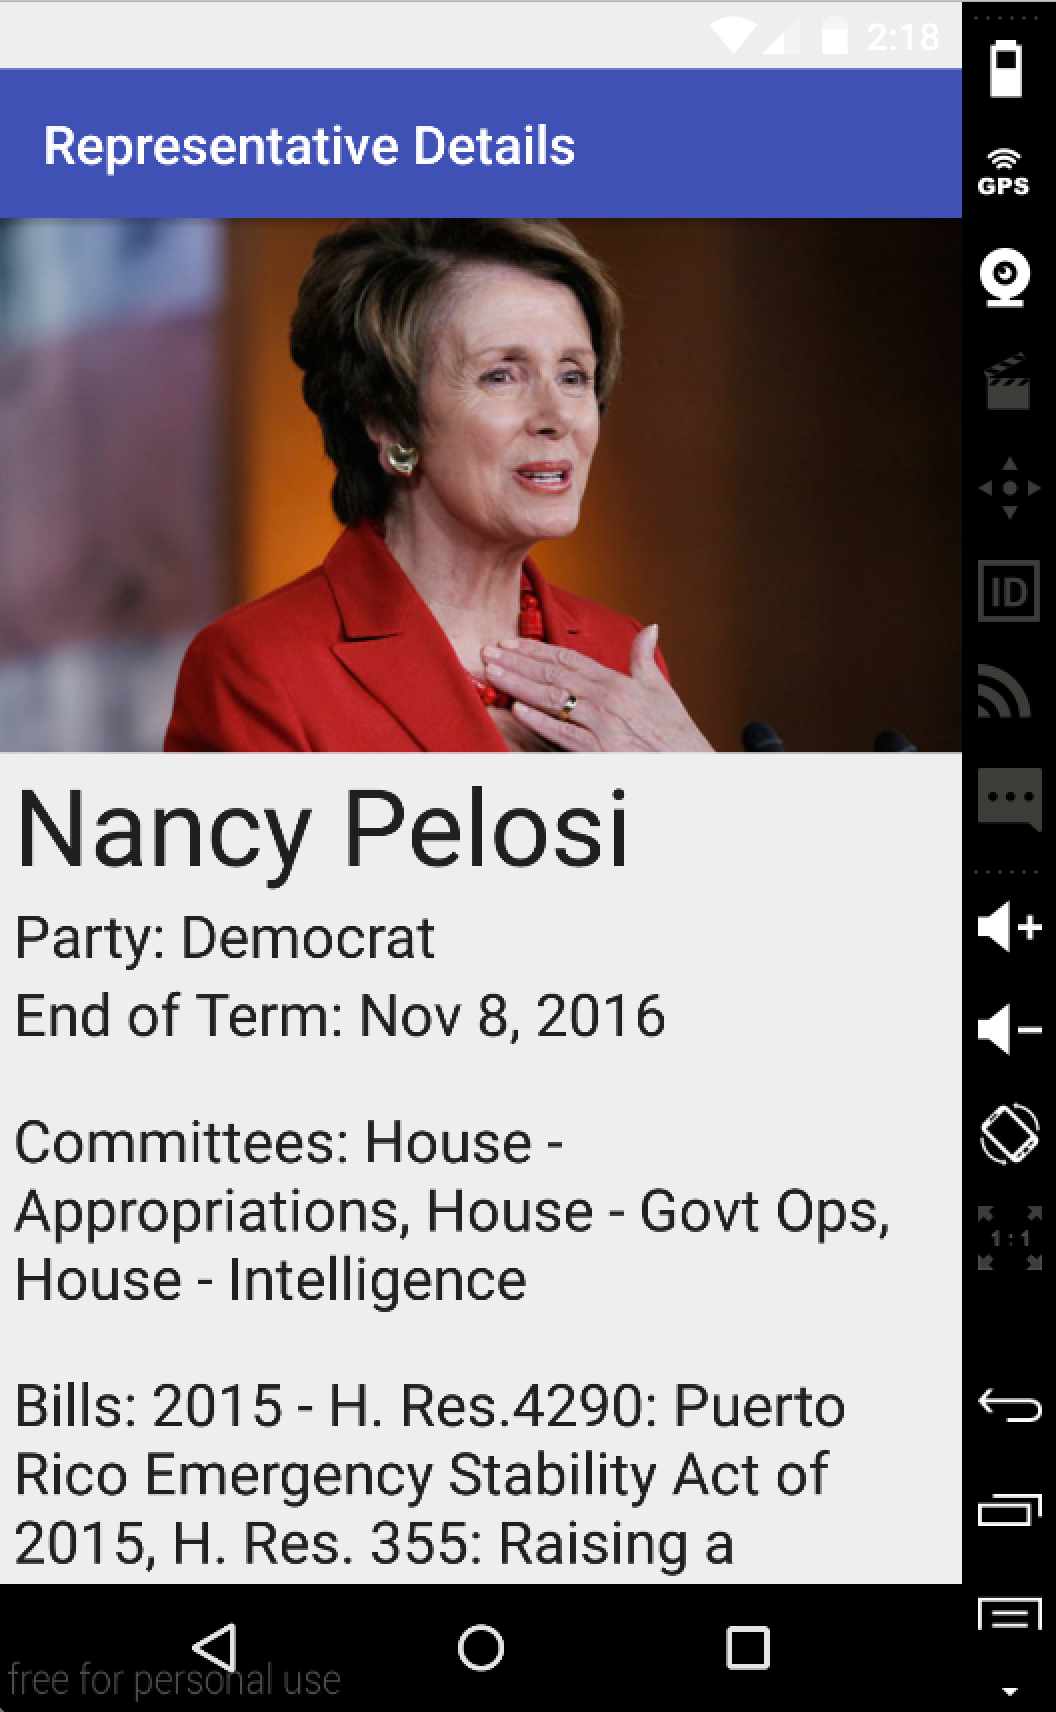 2:18
Representative Details
GPS
ID
Nancy Pelosi
Party: Democrat
End of Term: Nov 8, 2016
Committees: House -
Appropriations, House - Govt Ops,
House - Intelligence
1:1
Bills: 2015 - H. Res.4290: Puerto
Rico Emergency Stability Act of
2015, H. Res. 355: Raising a
free for personal use